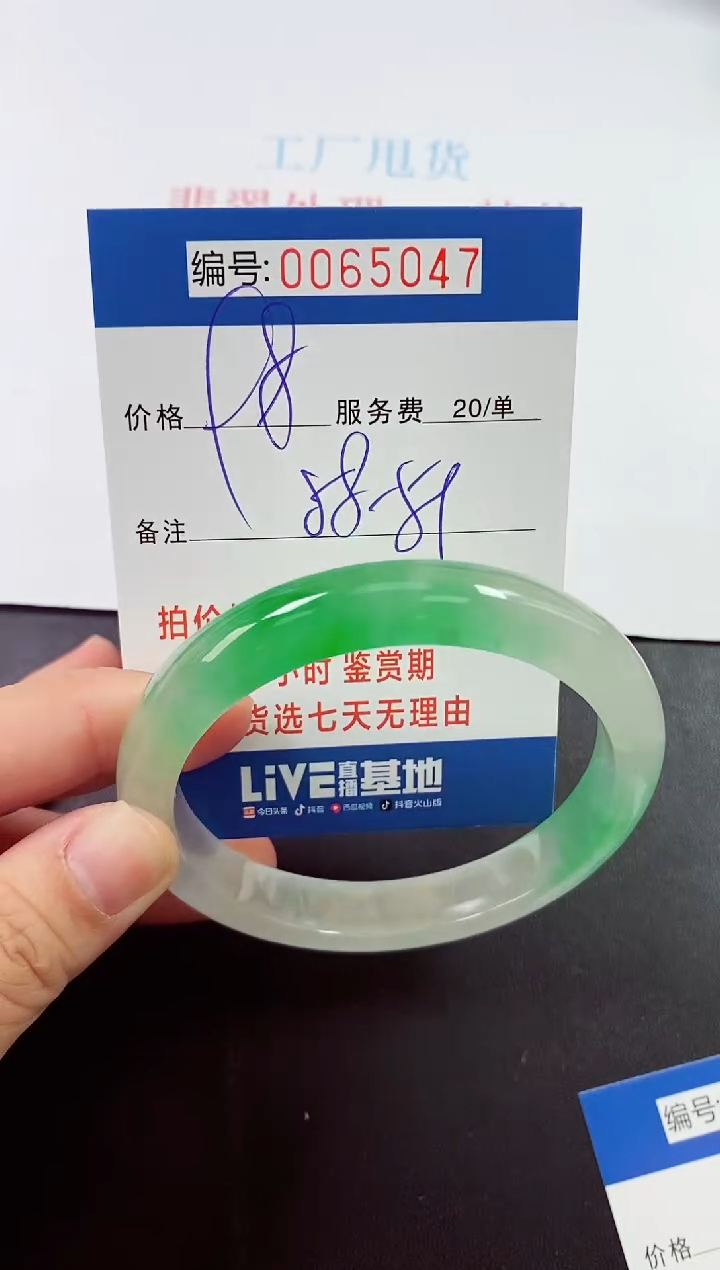 工厂甩货
编号:0065047
价格 98 服务费 20/单
备注 58-59
拍价
小时 鉴赏期
货选七天无理由
LiVE直播基地
今日头条 抖音 西瓜视频 抖音火山版
编号
价格